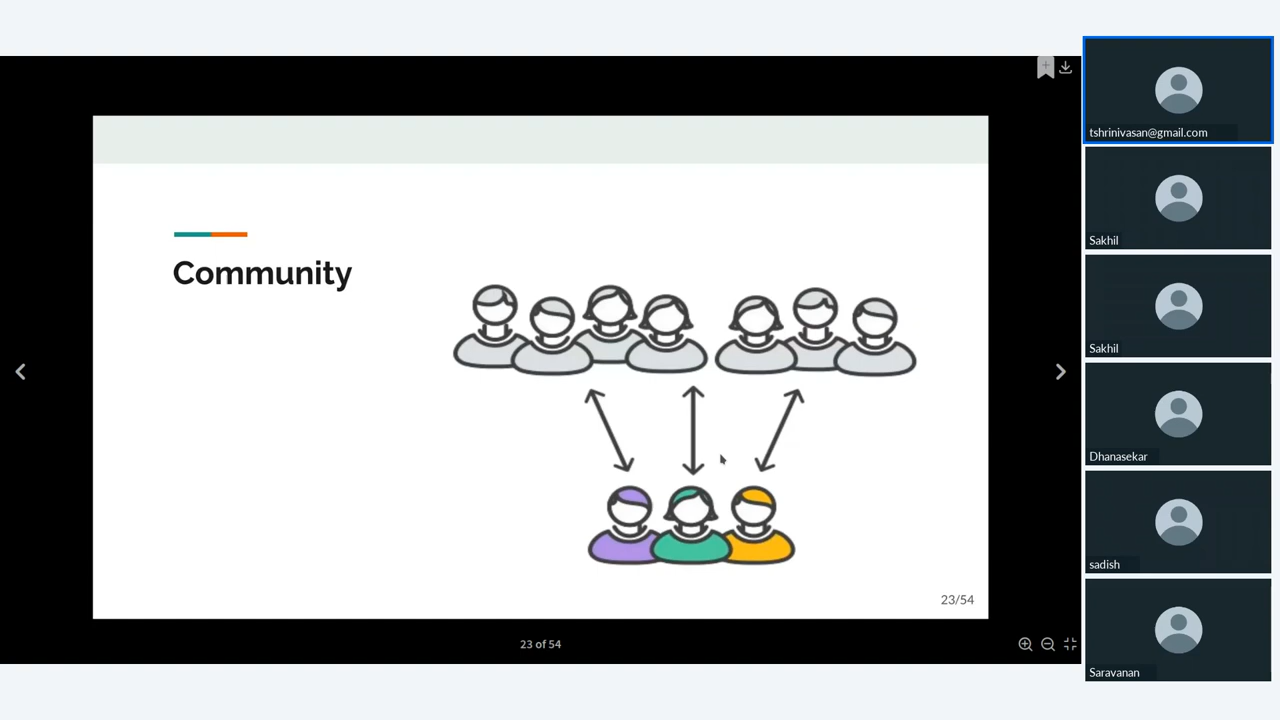 Community
23/54
23 of 54
tshrinivasan@gmail.com
Sakhil
Sakhil
Dhanasekar
sadish
Saravanan